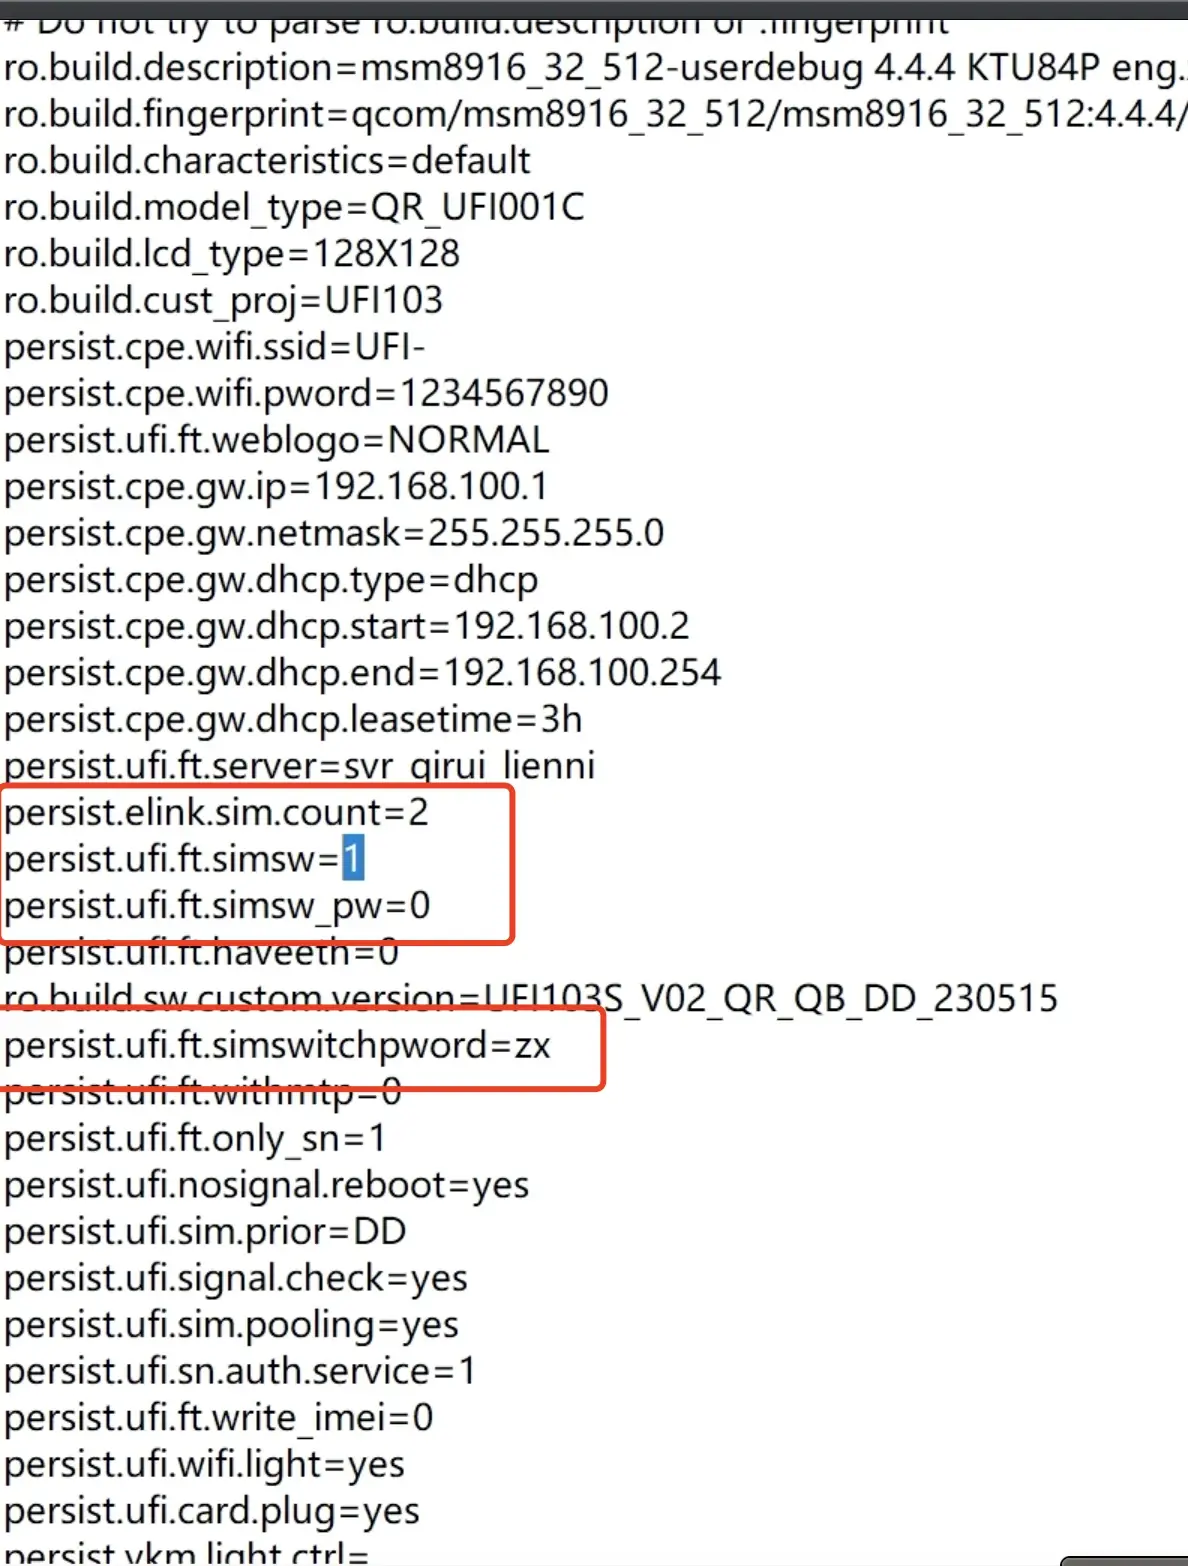 # Do not try to parse ro.build.description or .fingerprint
ro.build.description=msm8916_32_512-userdebug 4.4.4 KTU84P eng.
ro.build.fingerprint=qcom/msm8916_32_512/msm8916_32_512:4.4.4/
ro.build.characteristics=default
ro.build.model_type=QR_UFI001C
ro.build.lcd_type=128X128
ro.build.cust_proj=UFI103
persist.cpe.wifi.ssid=UFI-
persist.cpe.wifi.pword=1234567890
persist.ufi.ft.weblogo=NORMAL
persist.cpe.gw.ip=192.168.100.1
persist.cpe.gw.netmask=255.255.255.0
persist.cpe.gw.dhcp.type=dhcp
persist.cpe.gw.dhcp.start=192.168.100.2
persist.cpe.gw.dhcp.end=192.168.100.254
persist.cpe.gw.dhcp.leasetime=3h
persist.ufi.ft.server=svr_qirui_lienni
persist.elink.sim.count=2
persist.ufi.ft.simsw=1
persist.ufi.ft.simsw_pw=0
persist.ufi.ft.haveeth=0
ro.build.sw.custom.version=UFI103S_V02_QR_QB_DD_230515
persist.ufi.ft.simswitchpword=zx
persist.ufi.ft.withmtp=0
persist.ufi.ft.only_sn=1
persist.ufi.nosignal.reboot=yes
persist.ufi.sim.prior=DD
persist.ufi.signal.check=yes
persist.ufi.sim.pooling=yes
persist.ufi.sn.auth.service=1
persist.ufi.ft.write_imei=0
persist.ufi.wifi.light=yes
persist.ufi.card.plug=yes
persist.ykm.light.ctrl=